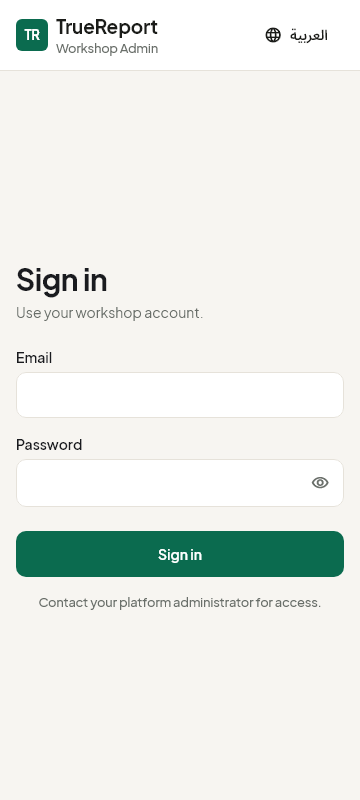 TR
TrueReport
Workshop Admin
العربية
Sign in
Use your workshop account.
Email
Password
Sign in
Contact your platform administrator for access.